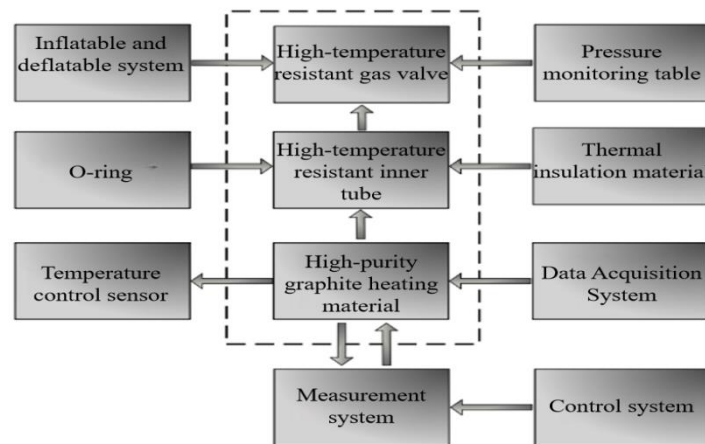 Inflatable and
deflatable system
High-temperature
resistant gas valve
Pressure
monitoring table
O-ring
High-temperature
resistant inner
tube
Thermal
insulation material
Temperature
control sensor
High-purity
graphite heating
material
Data Acquisition
System
Measurement
system
Control system